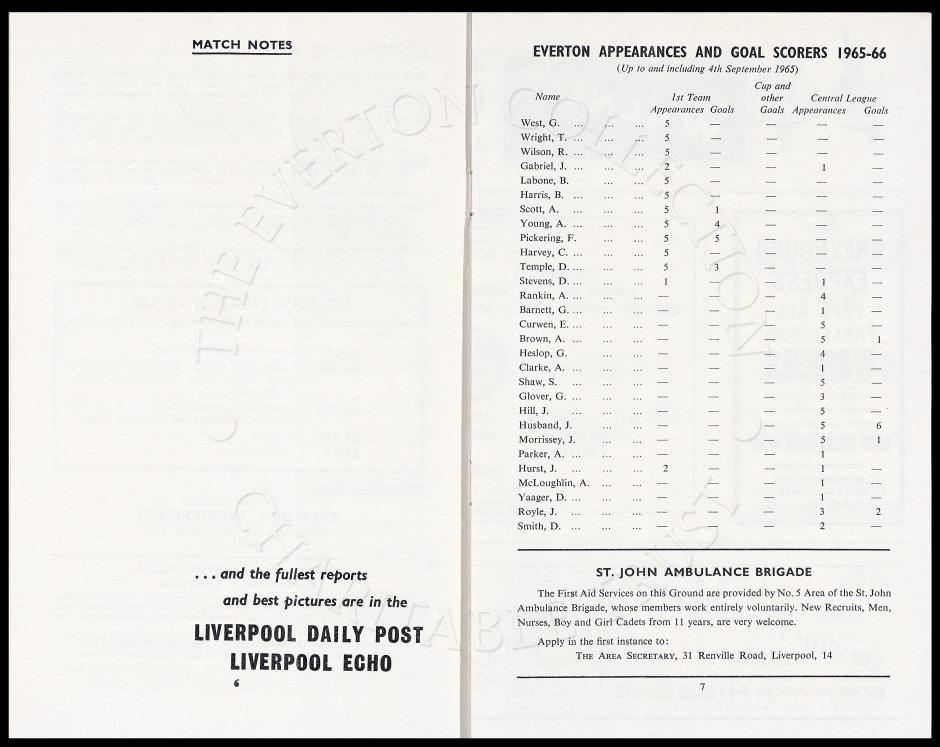 MATCH NOTES
... and the fullest reports
and best pictures are in the
LIVERPOOL DAILY POST
LIVERPOOL ECHO
6
EVERTON APPEARANCES AND GOAL SCORERS 1965-66
(Up to and including 4th September 1965)
Cup and
Name 1st Team other Central League
Appearances Goals Goals Appearances Goals
West, G. ... ... ... 5 — — — —
Wright, T. ... ... ... 5 — — — —
Wilson, R. ... ... ... 5 — — — —
Gabriel, J. ... ... ... 2 — — 1 —
Labone, B. ... ... 5 — — — —
Harris, B. ... ... ... 5 — — — —
Scott, A. ... ... 5 1 — — —
Young, A. ... ... ... 5 4 — — —
Pickering, F. ... ... 5 5 — — —
Harvey, C. ... ... ... 5 — — — —
Temple, D. ... ... ... 5 3 — — —
Stevens, D. ... ... ... 1 — — 1 —
Rankin, A. ... ... ... — — — 4 —
Barnett, G. ... ... ... — — — 1 —
Curwen, E. ... ... ... — — — 5 —
Brown, A. ... ... ... — — — 5 1
Heslop, G. ... ... — — — 4 —
Clarke, A. ... ... ... — — — 1 —
Shaw, S. ... ... ... — — — 5 —
Glover, G. ... ... ... — — — 3 —
Hill, J. ... ... ... — — — 5 —
Husband, J. ... ... — — — 5 6
Morrissey, J. ... ... — — — 5 1
Parker, A. ... ... ... — — — 1 —
Hurst, J. ... ... ... 2 — — 1 —
McLoughlin, A. ... ... — — — 1 —
Yaager, D. ... ... ... — — — 1 —
Royle, J. ... ... ... — — — 3 2
Smith, D. ... ... ... — — — 2 —
ST. JOHN AMBULANCE BRIGADE
The First Aid Services on this Ground are provided by No. 5 Area of the St. John
Ambulance Brigade, whose members work entirely voluntarily. New Recruits, Men,
Nurses, Boy and Girl Cadets from 11 years, are very welcome.
Apply in the first instance to:
THE AREA SECRETARY, 31 Renville Road, Liverpool, 14
7
THE EVERTON COLLECTION
CHARITABLE TRUST